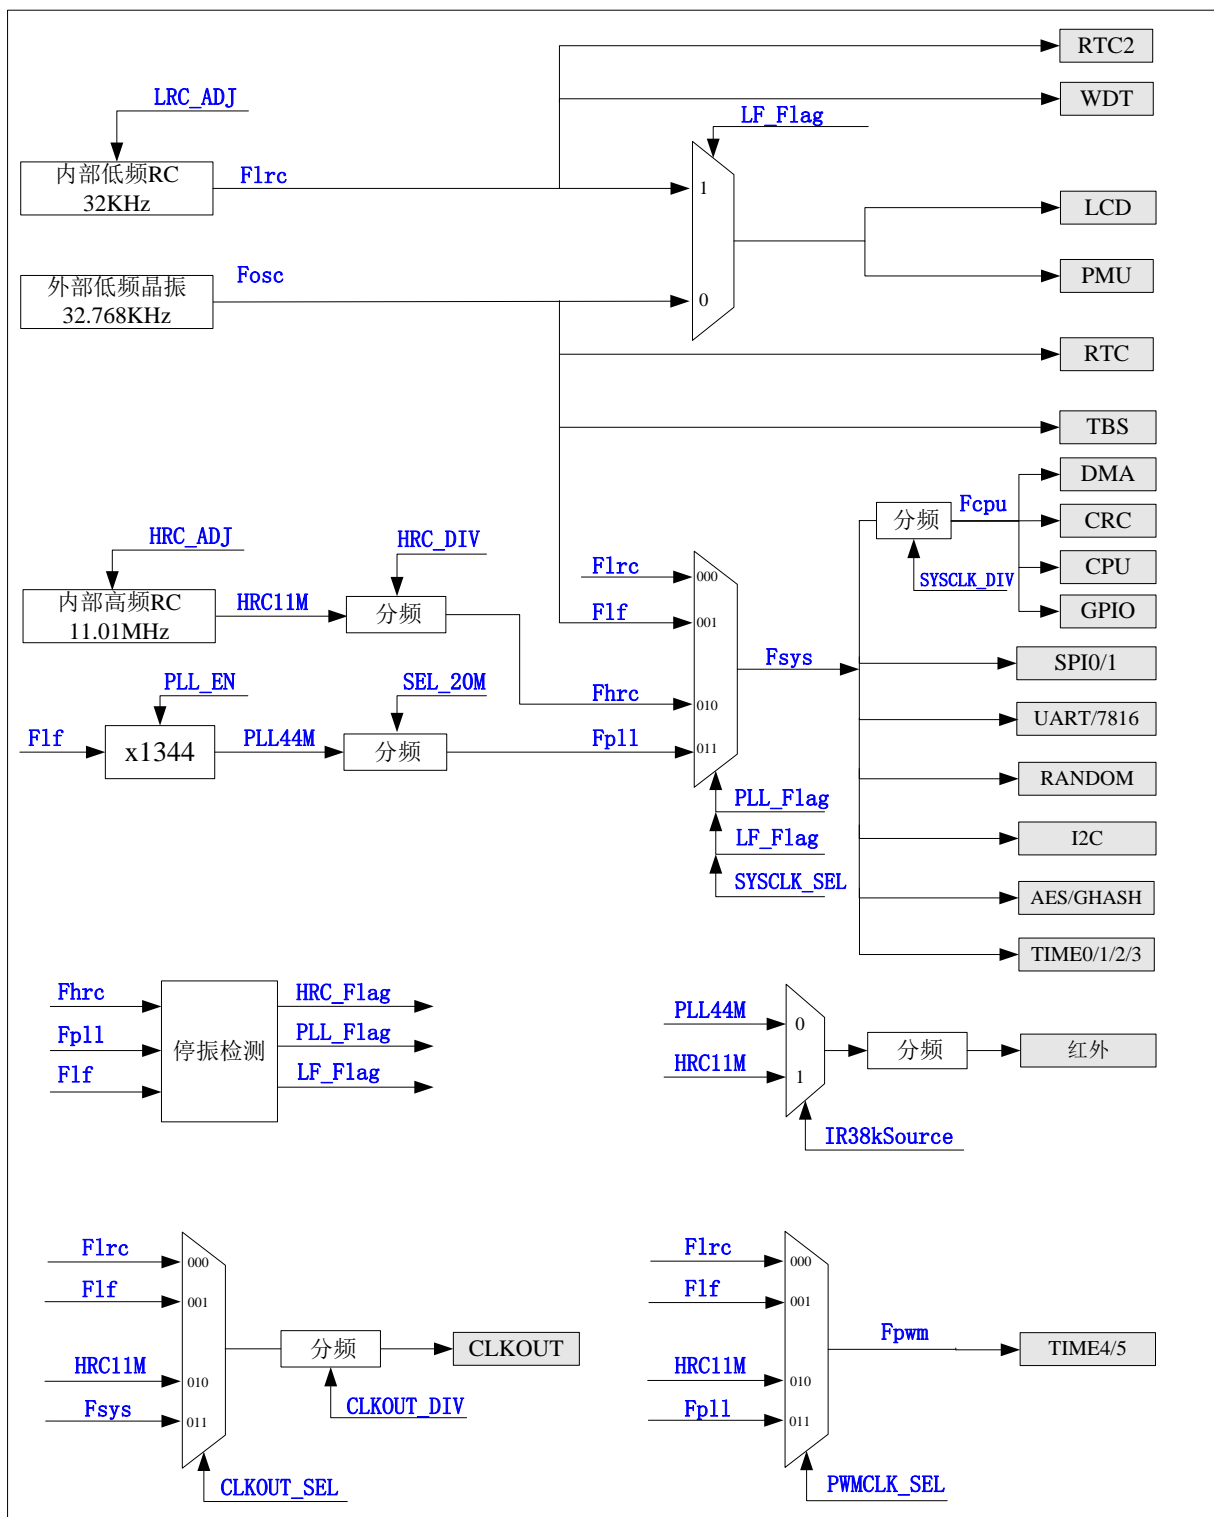 RTC2
LRC_ADJ
WDT
LF_Flag
内部低频RC
32KHz
Flrc
1
LCD
外部低频晶振
32.768KHz
Fosc
0
PMU
RTC
TBS
DMA
Fcpu
分频
CRC
HRC_ADJ
HRC_DIV
Flrc
000
SYSCLK_DIV
CPU
内部高频RC
11.01MHz
HRC11M
分频
Flf
001
GPIO
Fsys
SPI0/1
PLL_EN
SEL_20M
Fhrc
010
UART/7816
Flf
x1344
PLL44M
分频
Fpll
011
RANDOM
PLL_Flag
LF_Flag
I2C
SYSCLK_SEL
AES/GHASH
TIME0/1/2/3
Fhrc
Fpll
Flf
停振检测
HRC_Flag
PLL_Flag
LF_Flag
PLL44M
0
HRC11M
1
分频
红外
IR38kSource
Flrc
000
Flf
001
HRC11M
010
Fsys
011
分频
CLKOUT
CLKOUT_DIV
CLKOUT_SEL
Flrc
000
Flf
001
HRC11M
010
Fpll
011
Fpwm
TIME4/5
PWMCLK_SEL